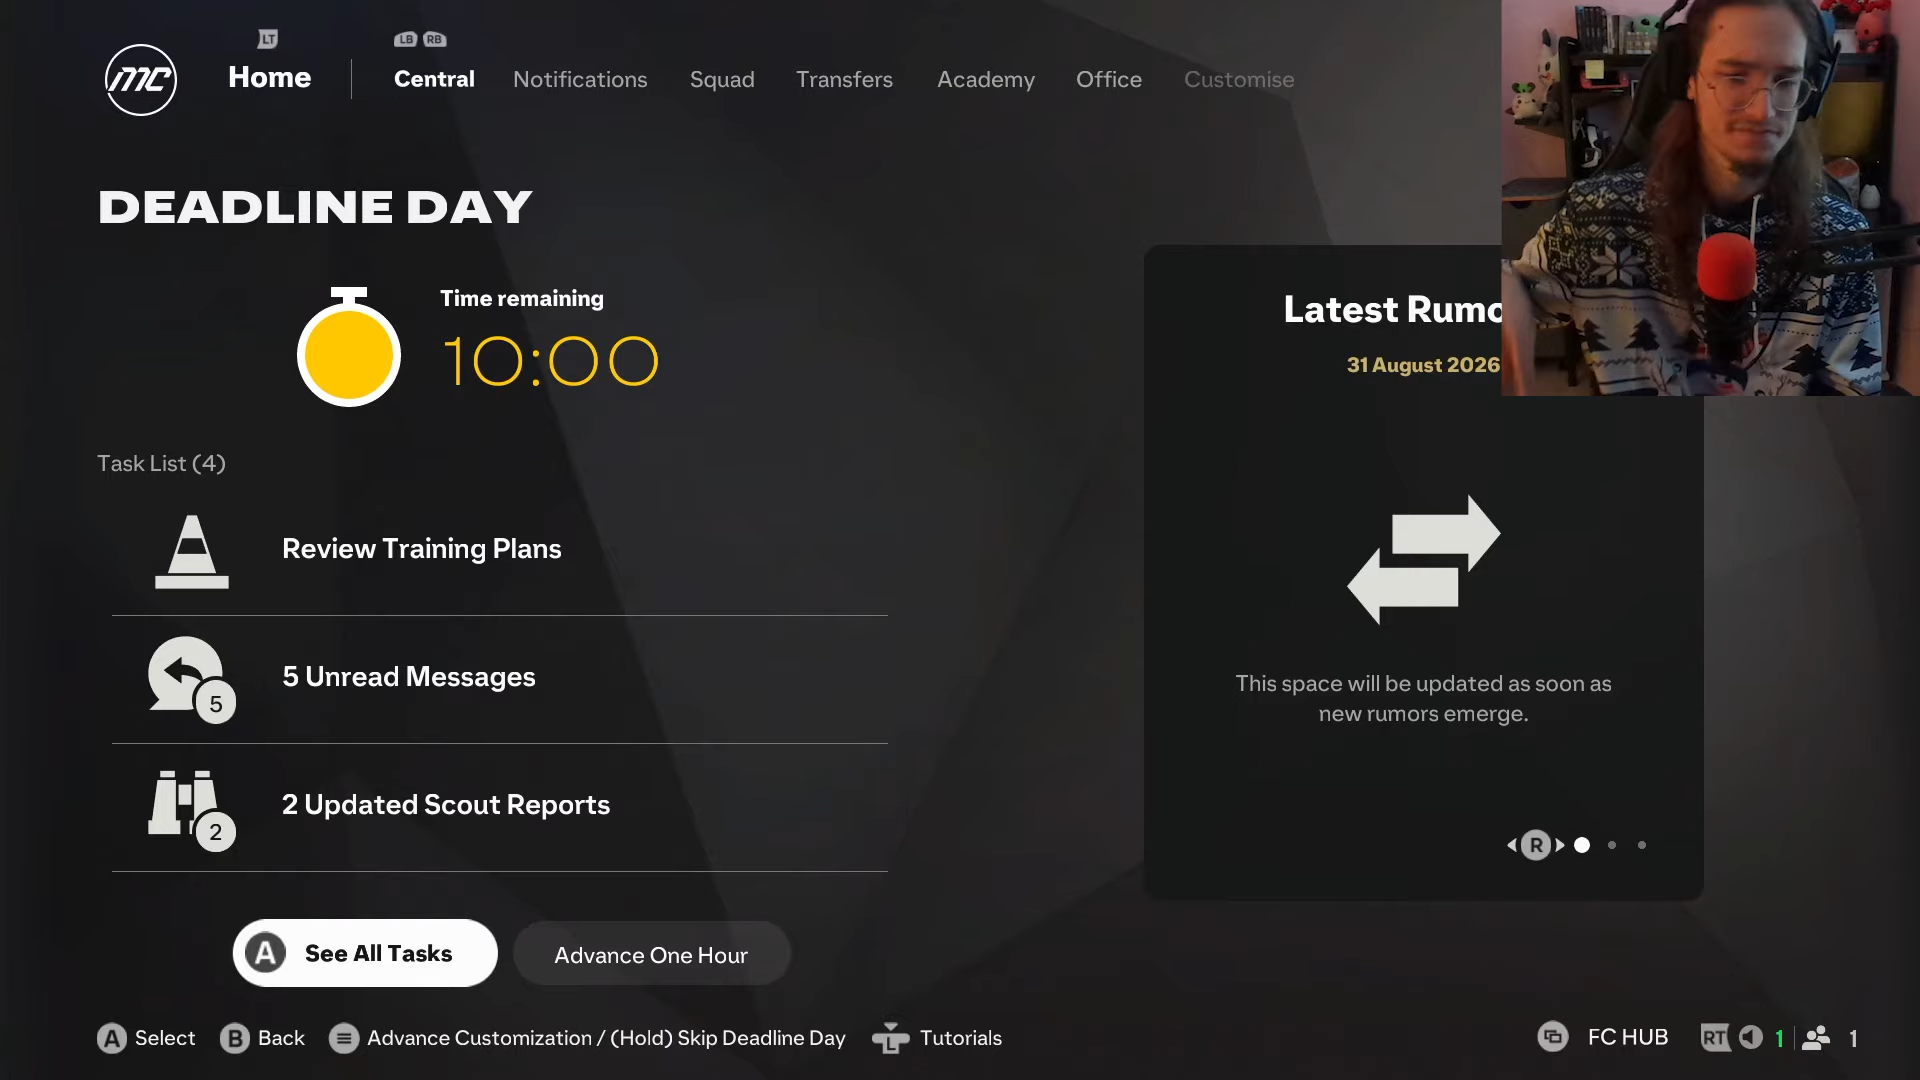 LT
LB RB
MC
Home
Central
Notifications
Squad
Transfers
Academy
Office
Customise
DEADLINE DAY
Time remaining
10:00
Latest Rumo
31 August 2026
Task List (4)
Review Training Plans
5 Unread Messages
5
2 Updated Scout Reports
2
This space will be updated as soon as
new rumors emerge.
R
A See All Tasks
Advance One Hour
A Select
B Back
Advance Customization / (Hold) Skip Deadline Day
L Tutorials
FC HUB
RT 1
1